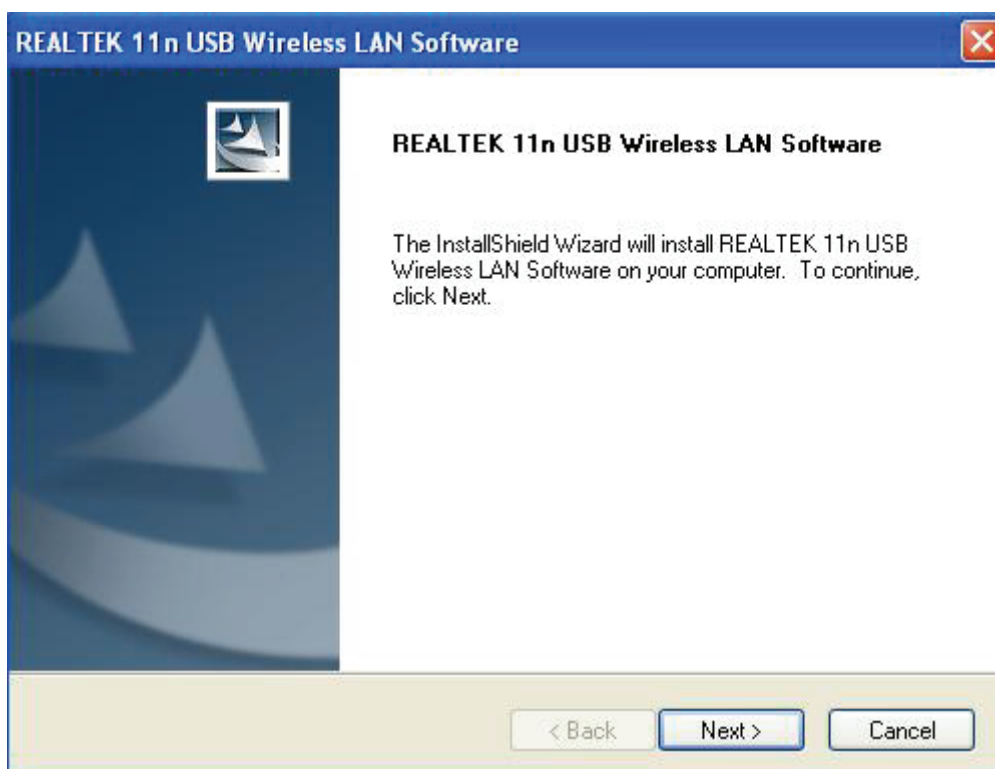 REALTEK 11n USB Wireless LAN Software
REALTEK 11n USB Wireless LAN Software
The InstallShield Wizard will install REALTEK 11n USB
Wireless LAN Software on your computer.  To continue,
click Next.
< Back
Next >
Cancel